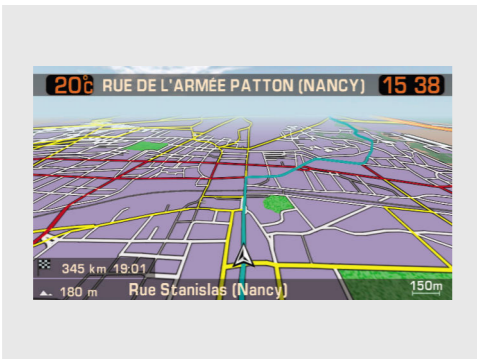 20°c RUE DE L'ARMÉE PATTON (NANCY) 15 38
345 km 19:01
180 m Rue Stanislas (Nancy) 150m